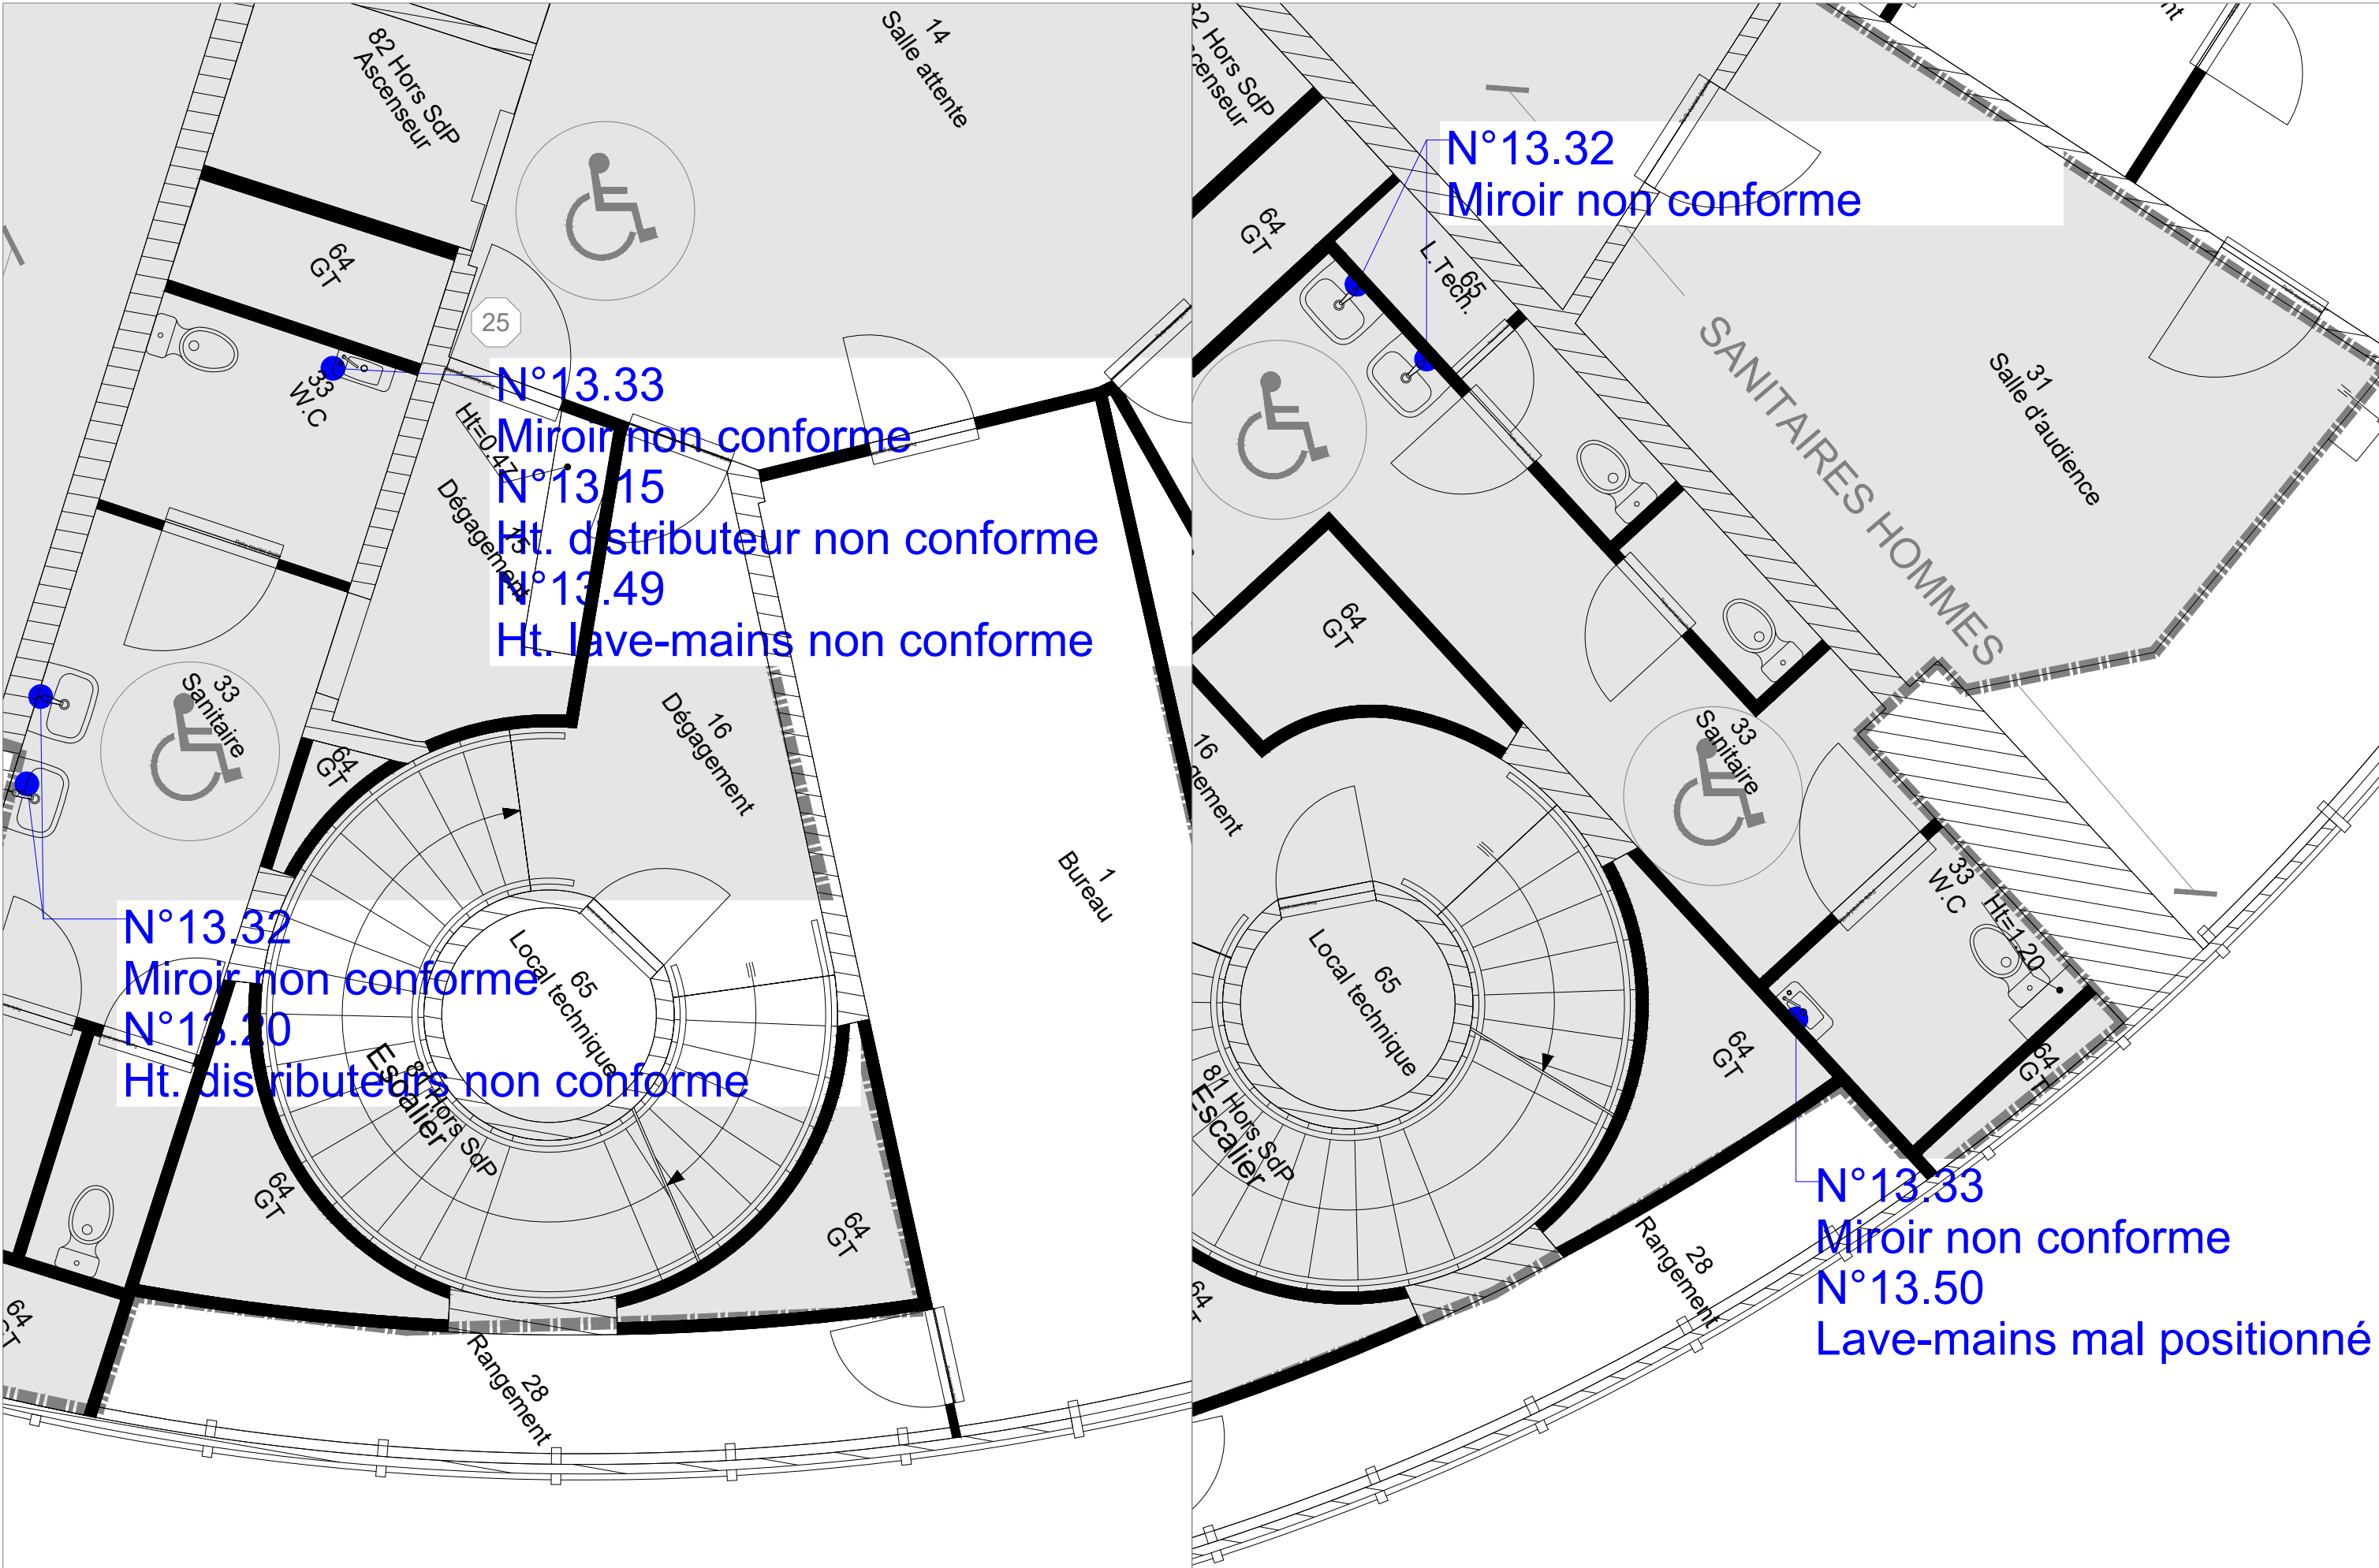 82 Hors SdP
Ascenseur
14
Salle attente
64
GT
25
33
W.C
N°13.33
Miroir non conforme
N°13.15
Ht. distributeur non conforme
N°13.49
Ht. lave-mains non conforme
Ht=0.47
15
Dégagement
33
Sanitaire
64
GT
16
Dégagement
1
Bureau
N°13.32
Miroir non conforme
N°13.20
Ht. distributeurs non conforme
65
Local technique
81 Hors SdP
Escalier
64
GT
64
GT
64
GT
28
Rangement
82 Hors SdP
Ascenseur
N°13.32
Miroir non conforme
64
GT
65
L.Tech.
SANITAIRES HOMMES
31
Salle d'audience
64
GT
16
gement
33
Sanitaire
33
W.C
Ht=1.20
65
Local technique
64
GT
64
GT
81 Hors SdP
Escalier
64
28
Rangement
N°13.33
Miroir non conforme
N°13.50
Lave-mains mal positionné